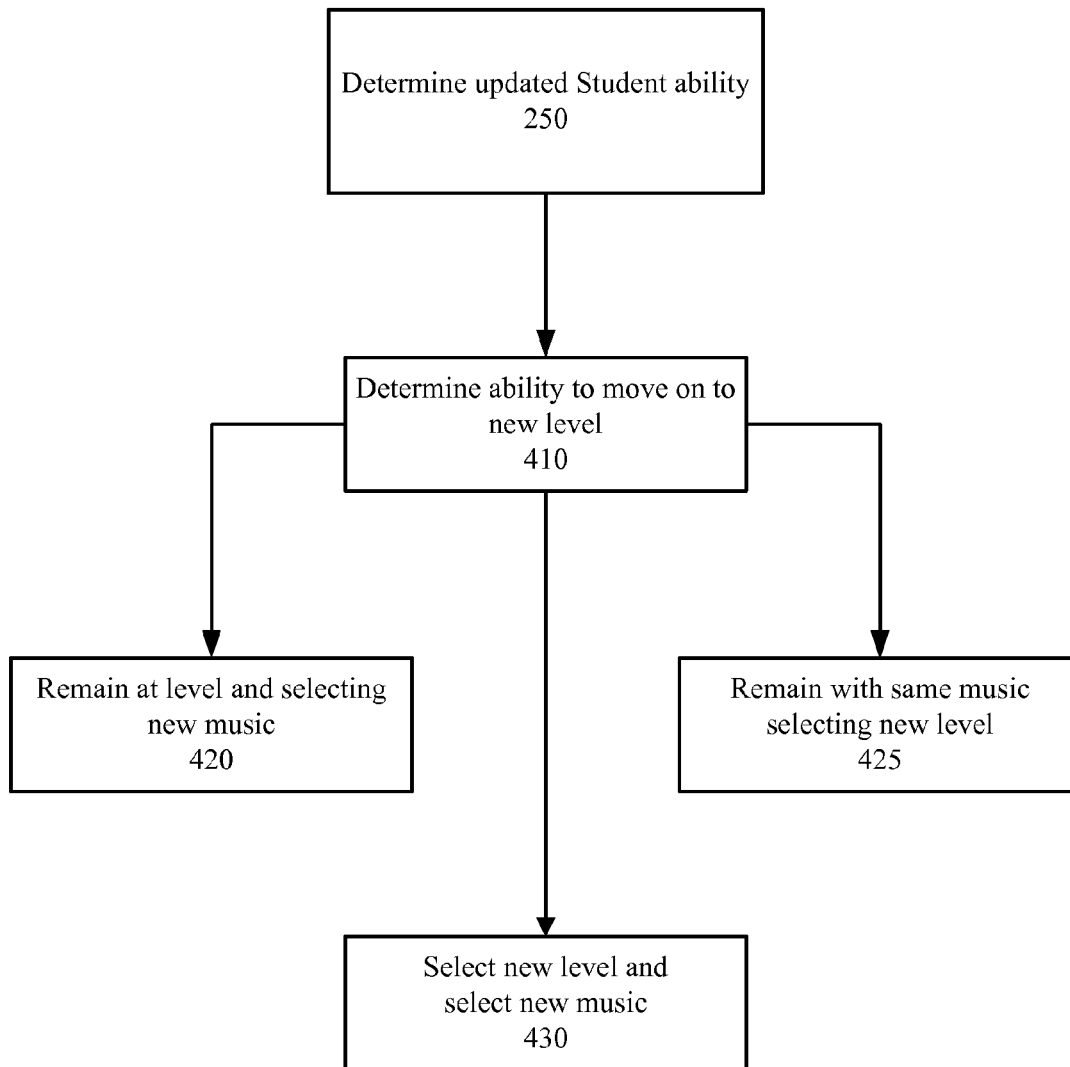 Determine updated Student ability
250
Determine ability to move on to
new level
410
Remain at level and selecting
new music
420
Remain with same music
selecting new level
425
Select new level and
select new music
430